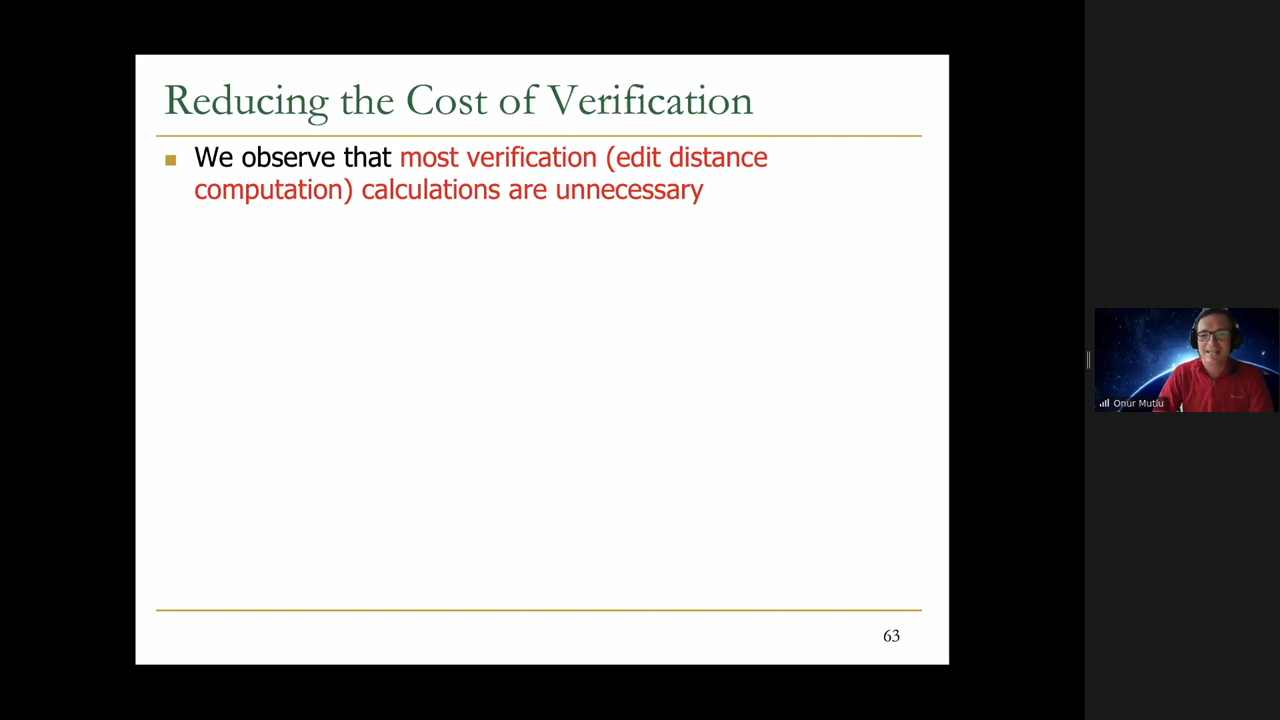 Reducing the Cost of Verification
We observe that most verification (edit distance
computation) calculations are unnecessary
63
Onur Mutlu